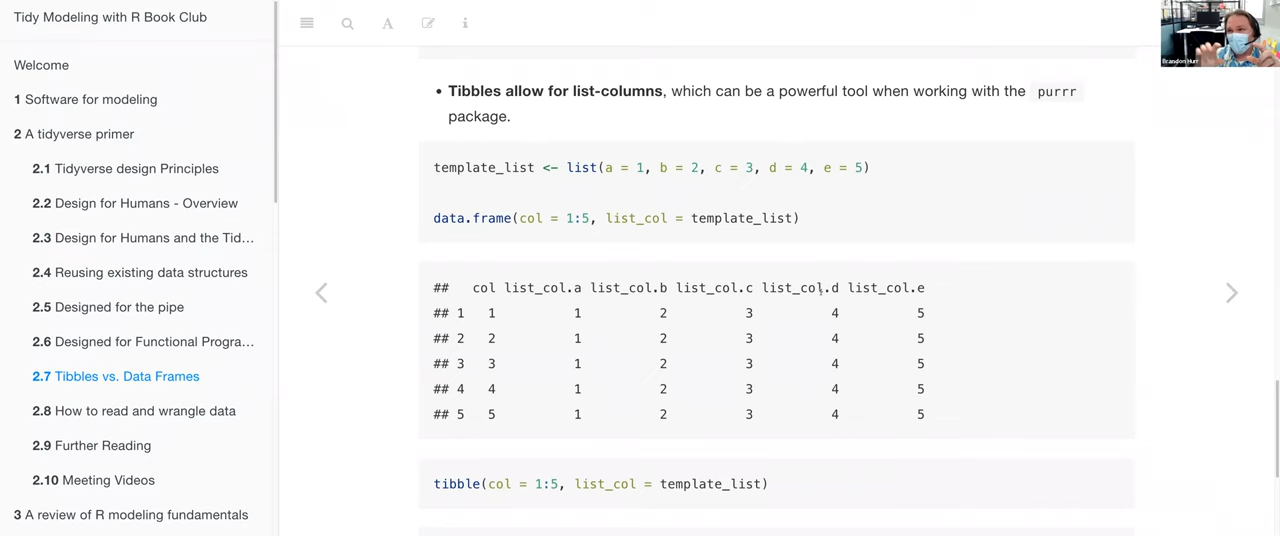 Tidy Modeling with R Book Club
Welcome
1 Software for modeling
2 A tidyverse primer
2.1 Tidyverse design Principles
2.2 Design for Humans - Overview
2.3 Design for Humans and the Tid…
2.4 Reusing existing data structures
2.5 Designed for the pipe
2.6 Designed for Functional Progra…
2.7 Tibbles vs. Data Frames
2.8 How to read and wrangle data
2.9 Further Reading
2.10 Meeting Videos
3 A review of R modeling fundamentals
A
i
Brandon Hurr
• Tibbles allow for list-columns, which can be a powerful tool when working with the purrr
package.
template_list <- list(a = 1, b = 2, c = 3, d = 4, e = 5)
data.frame(col = 1:5, list_col = template_list)
## col list_col.a list_col.b list_col.c list_col.d list_col.e
## 1 1 1 2 3 4 5
## 2 2 1 2 3 4 5
## 3 3 1 2 3 4 5
## 4 4 1 2 3 4 5
## 5 5 1 2 3 4 5
tibble(col = 1:5, list_col = template_list)